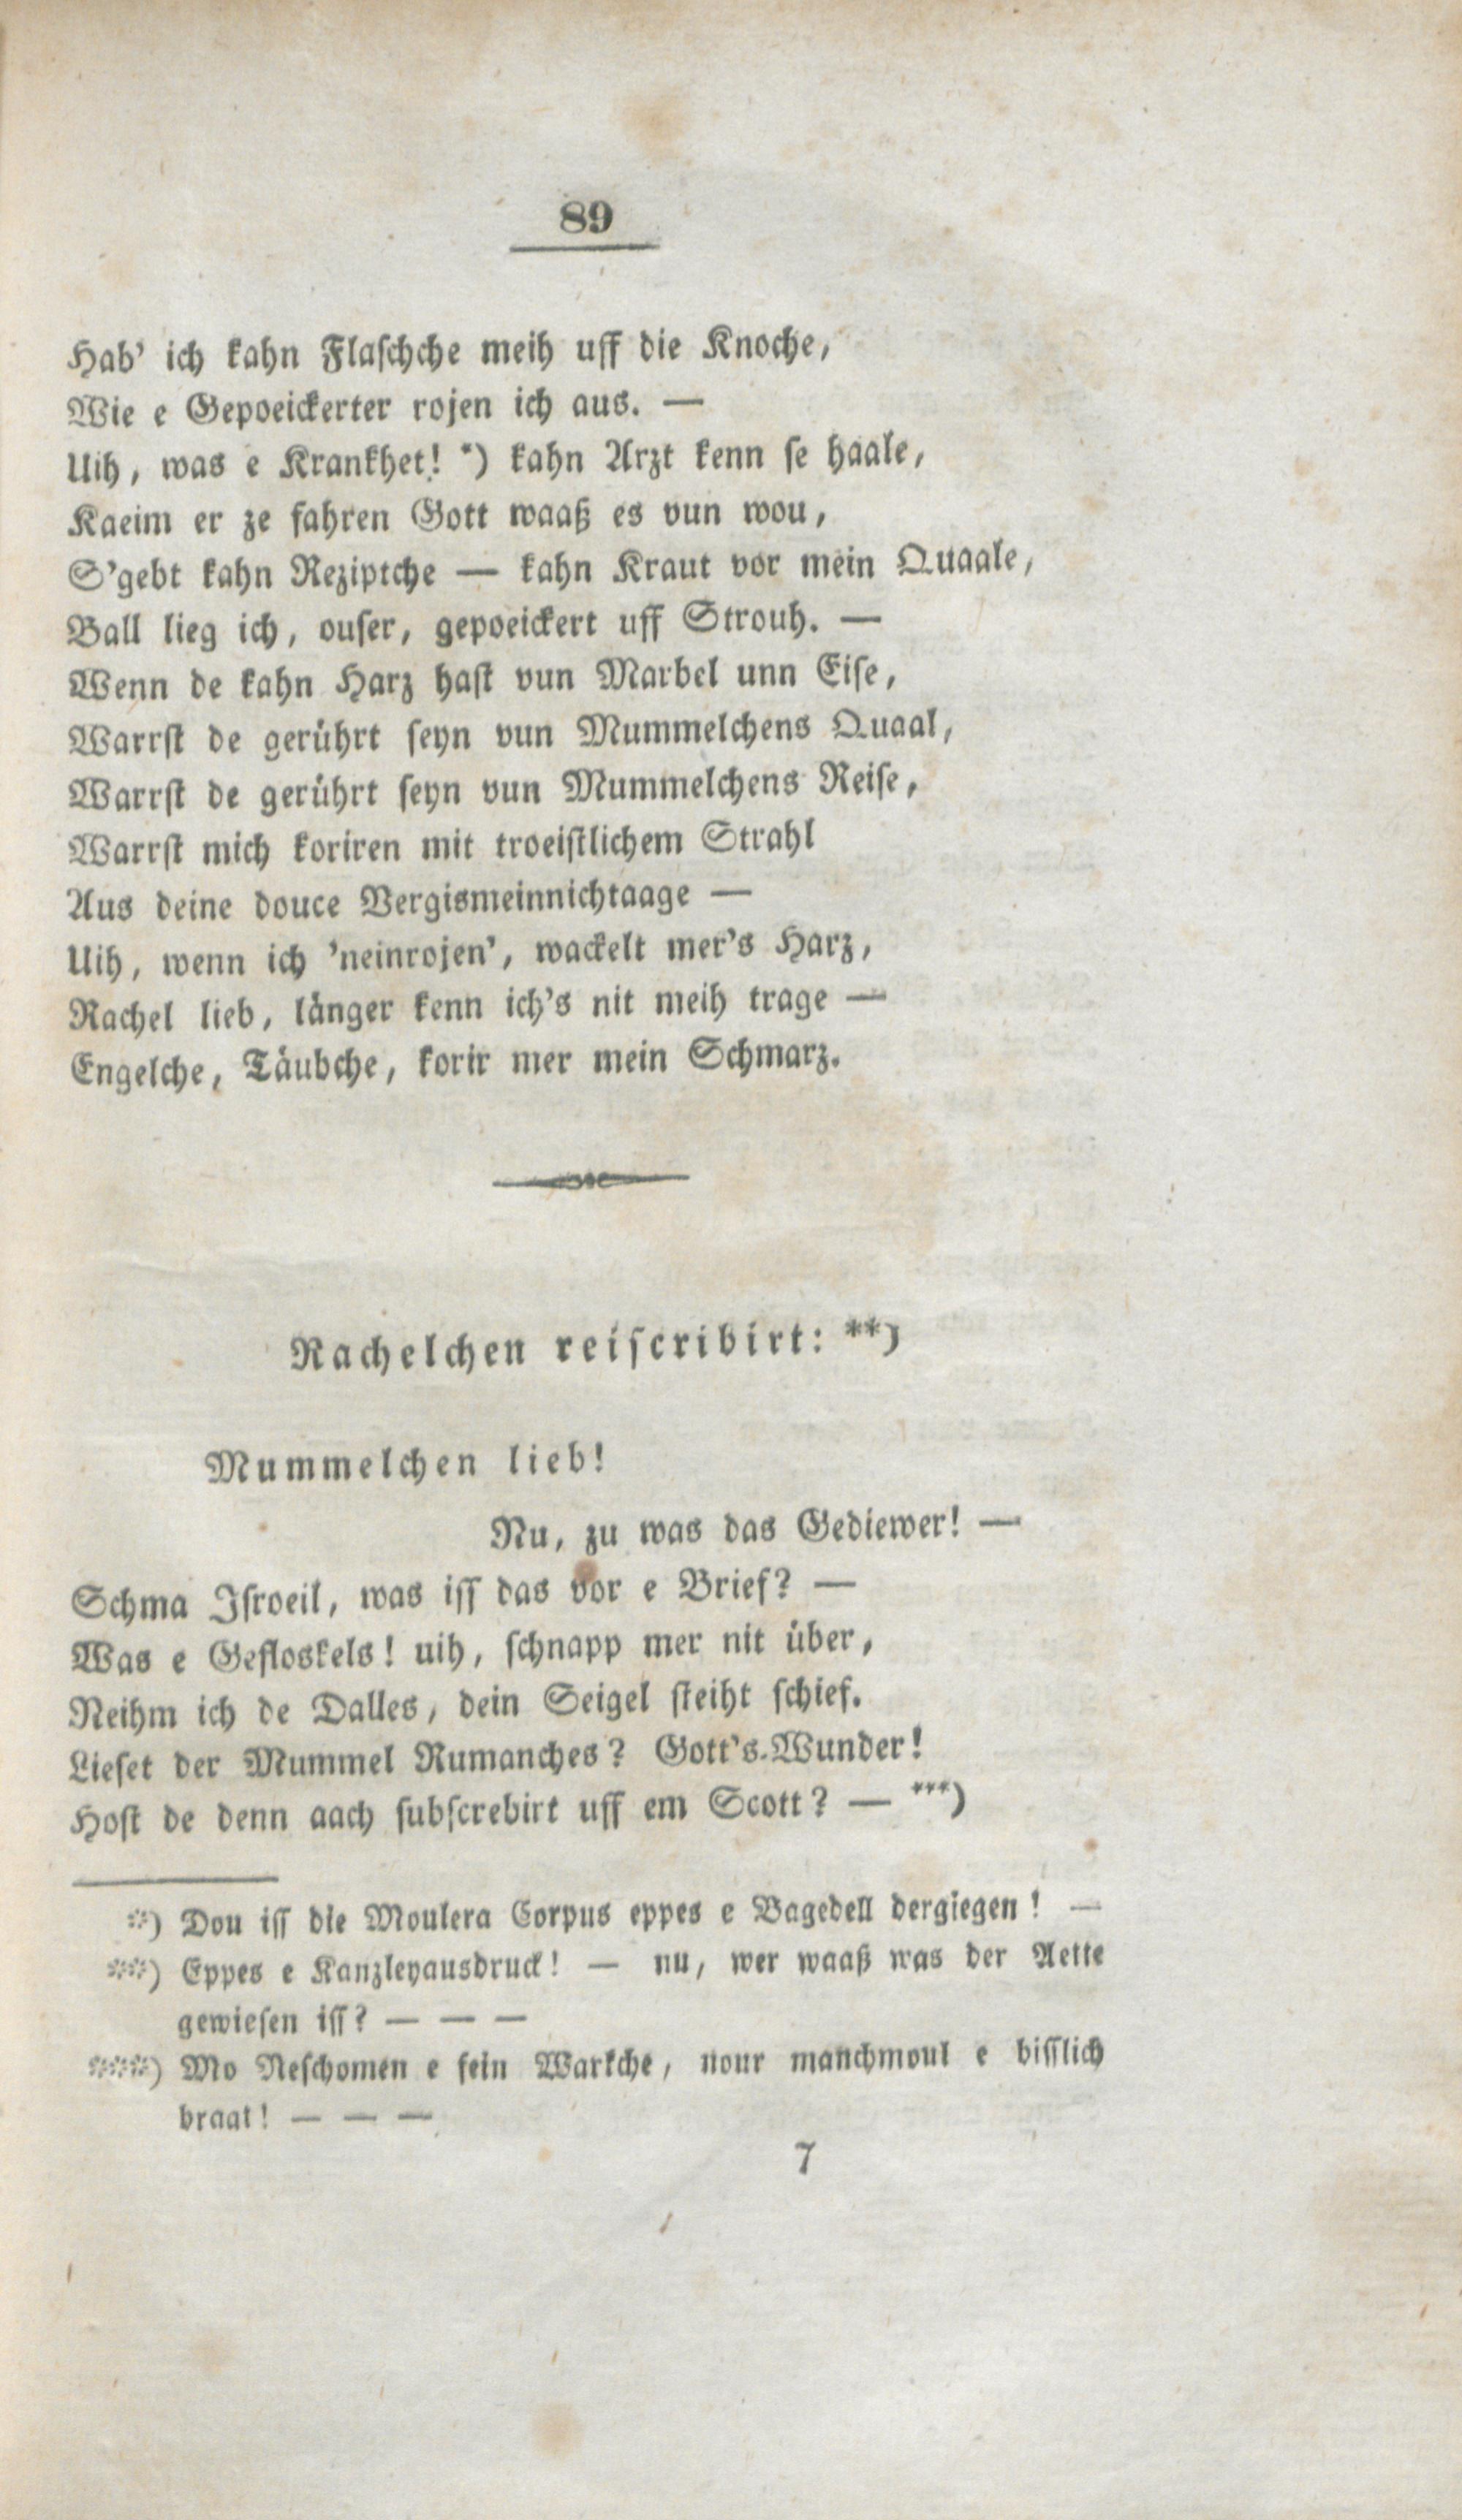 89
Hab' ich kahn Flaschche meih uff die Knoche,
Wie e Gepoeickerter rojen ich aus. —
Uih, was e Krankhet! *) kahn Arzt kenn se haale,
Kaeim er ze fahren Gott waaß es vun wou,
S'gebt kahn Reziptche — kahn Kraut vor mein Quaale,
Ball lieg ich, ouser, gepoeickert uff Strouh. —
Wenn de kahn Harz hast vun Marbel unn Eise,
Warrst de gerührt seyn vun Mummelchens Quaal,
Warrst de gerührt seyn vun Mummelchens Reise,
Warrst mich koriren mit troeistlichem Strahl
Aus deine douce Vergismeinnichtaage —
Uih, wenn ich 'neinrojen', wackelt mer's Harz,
Rachel lieb, länger kenn ich's nit meih trage —
Engelche, Täubche, korir mer mein Schmarz.
Rachelchen reiscribirt: **)
Mummelchen lieb!
Nu, zu was das Gediewer! —
Schma Isroeil, was iss das vor e Brief? —
Was e Gefloskels! uih, schnapp mer nit über,
Neihm ich de Dalles, dein Seigel steiht schief.
Lieset der Mummel Rumanches? Gott's-Wunder!
Host de denn aach subscrebirt uff em Scott? — ***)
*) Dou iss die Moulera Corpus eppes e Bagedell dergiegen! —
**) Eppes e Kanzleyausdruck! — nu, wer waaß was der Aette
gewiesen iss? — — —
***) Mo Neschomen e fein Warkche, nour manchmoul e bisslich
braat! — — —
7